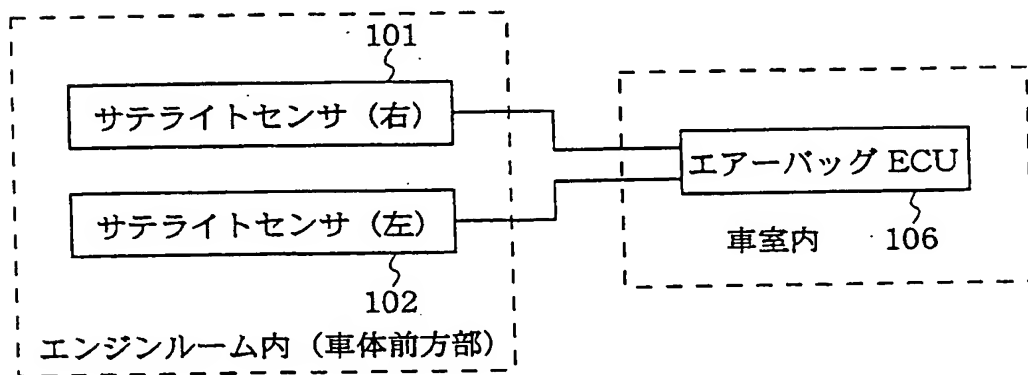 101
サテライトセンサ（右）
サテライトセンサ（左）
102
エンジンルーム内（車体前方部）
エアーバッグ ECU
車室内 106